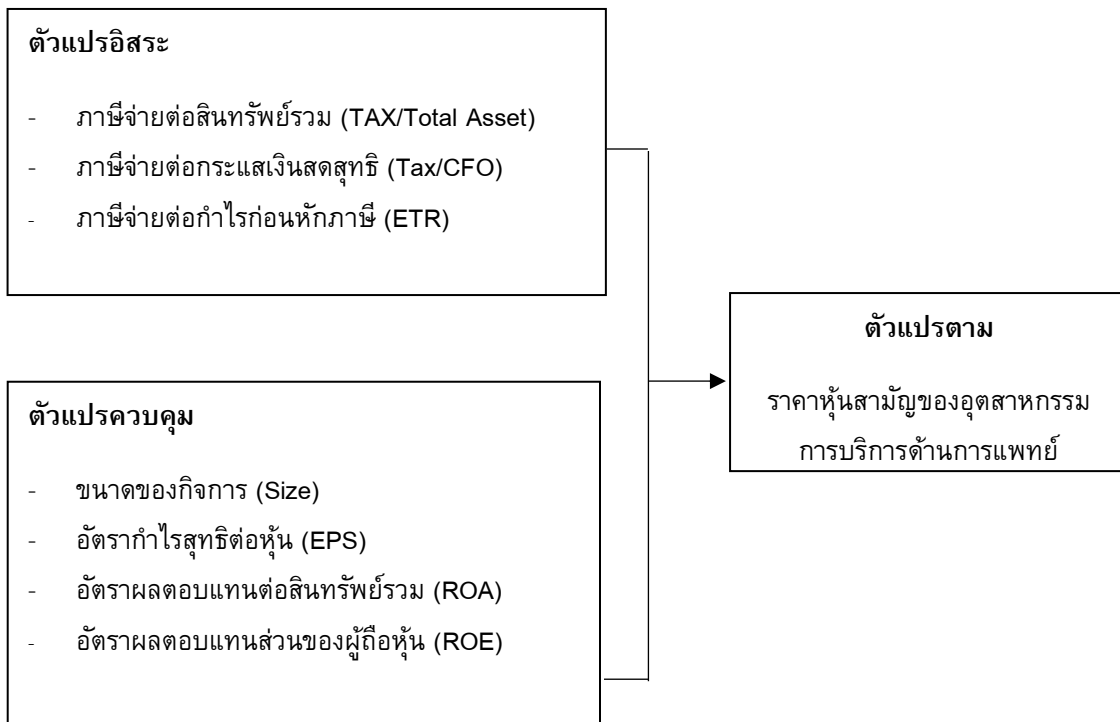 ตัวแปรอิสระ
- ภาษีจ่ายต่อสินทรัพย์รวม (TAX/Total Asset)
- ภาษีจ่ายต่อกระแสเงินสดสุทธิ (Tax/CFO)
- ภาษีจ่ายต่อกำไรก่อนหักภาษี (ETR)
ตัวแปรควบคุม
- ขนาดของกิจการ (Size)
- อัตรากำไรสุทธิต่อหุ้น (EPS)
- อัตราผลตอบแทนต่อสินทรัพย์รวม (ROA)
- อัตราผลตอบแทนส่วนของผู้ถือหุ้น (ROE)
ตัวแปรตาม
ราคาหุ้นสามัญของอุตสาหกรรม
การบริการด้านการแพทย์